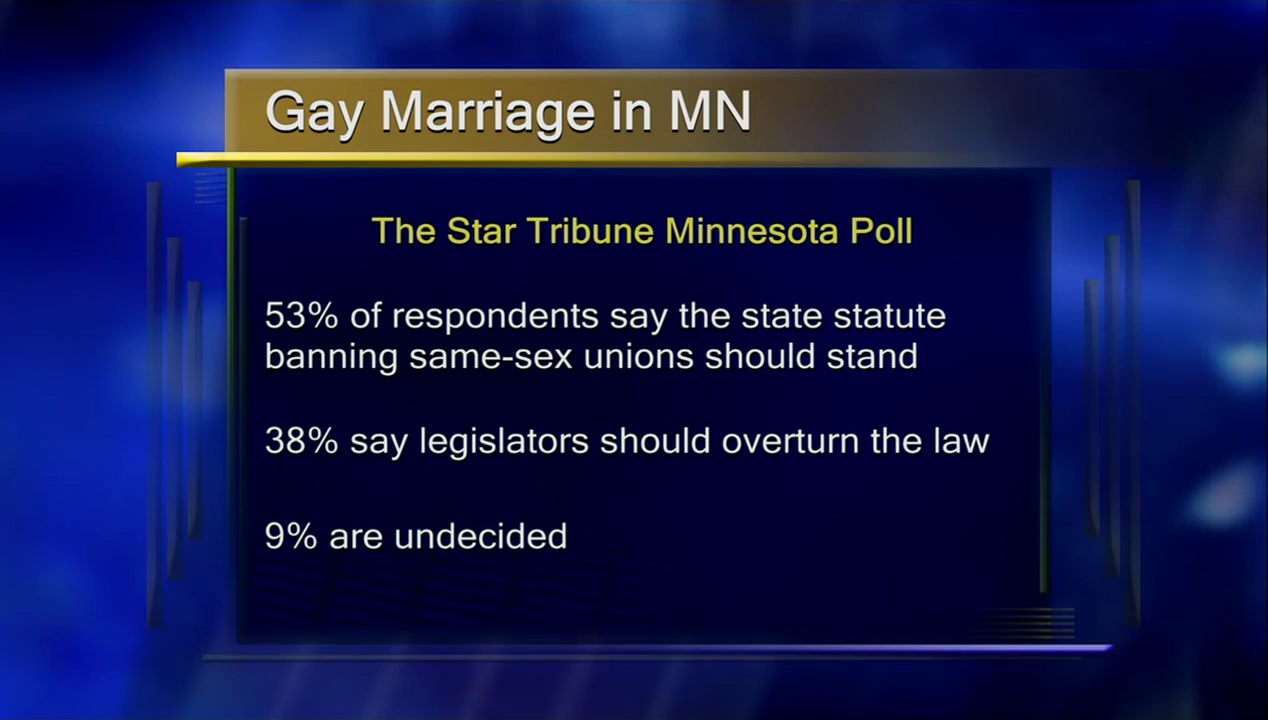 Gay Marriage in MN
The Star Tribune Minnesota Poll
53% of respondents say the state statute
banning same-sex unions should stand
38% say legislators should overturn the law
9% are undecided